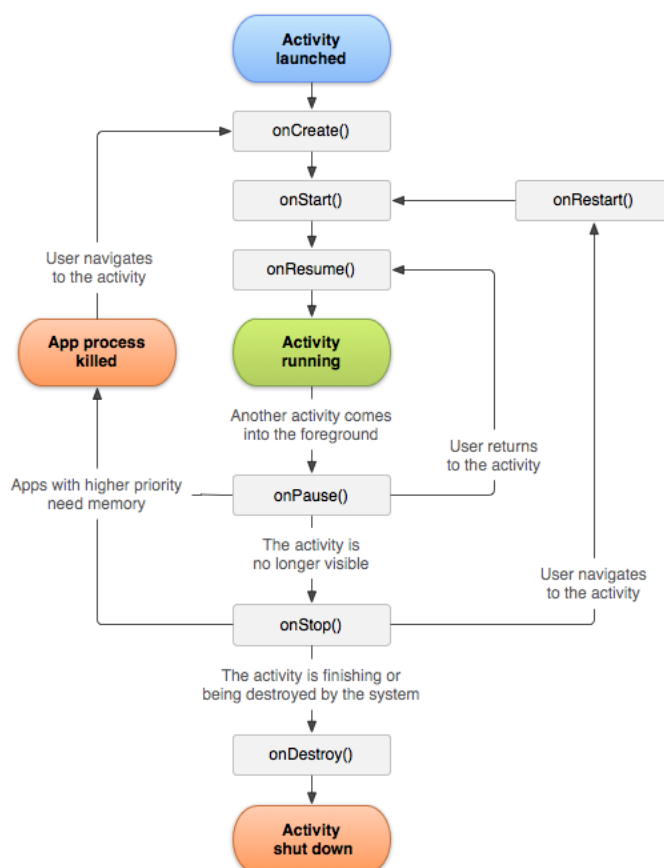 Activity
launched
onCreate()
onStart()
onRestart()
User navigates
to the activity
onResume()
App process
killed
Activity
running
Another activity comes
into the foreground
User returns
to the activity
Apps with higher priority
need memory
onPause()
The activity is
no longer visible
User navigates
to the activity
onStop()
The activity is finishing or
being destroyed by the system
onDestroy()
Activity
shut down